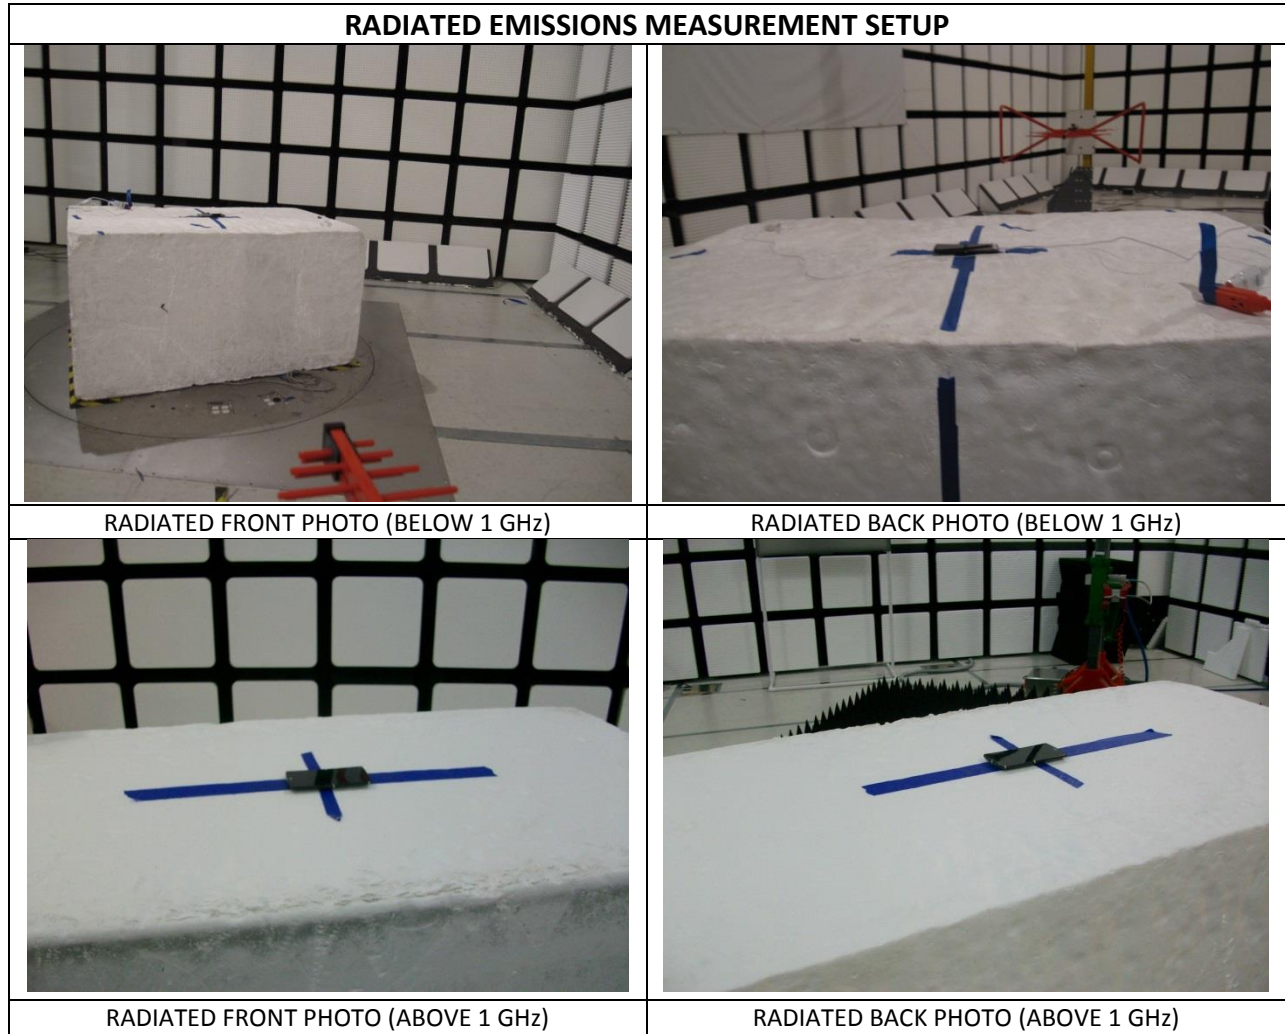 RADIATED EMISSIONS MEASUREMENT SETUP
RADIATED FRONT PHOTO (BELOW 1 GHz)
RADIATED BACK PHOTO (BELOW 1 GHz)
RADIATED FRONT PHOTO (ABOVE 1 GHz)
RADIATED BACK PHOTO (ABOVE 1 GHz)